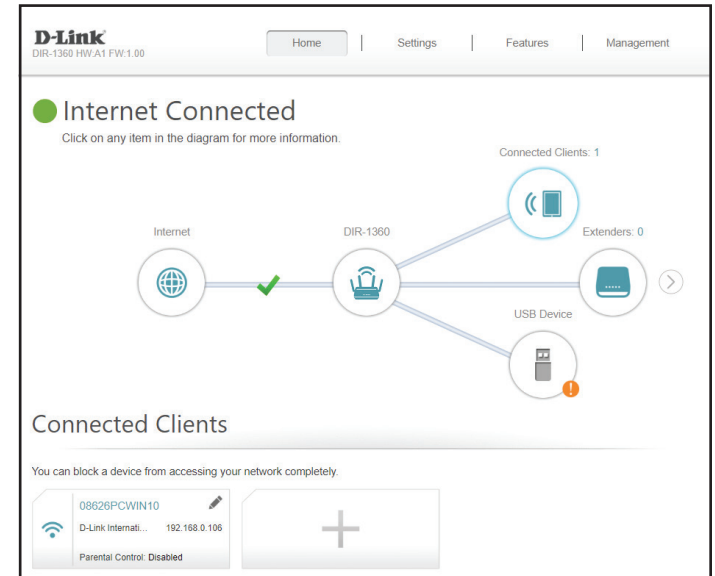 D-Link
DIR-1360 HW:A1 FW:1.00
Home
Settings
Features
Management
Internet Connected
Click on any item in the diagram for more information.
Connected Clients: 1
Internet
DIR-1360
Extenders: 0
USB Device
Connected Clients
You can block a device from accessing your network completely.
08626PCWIN10
D-Link Internati... 192.168.0.106
Parental Control: Disabled